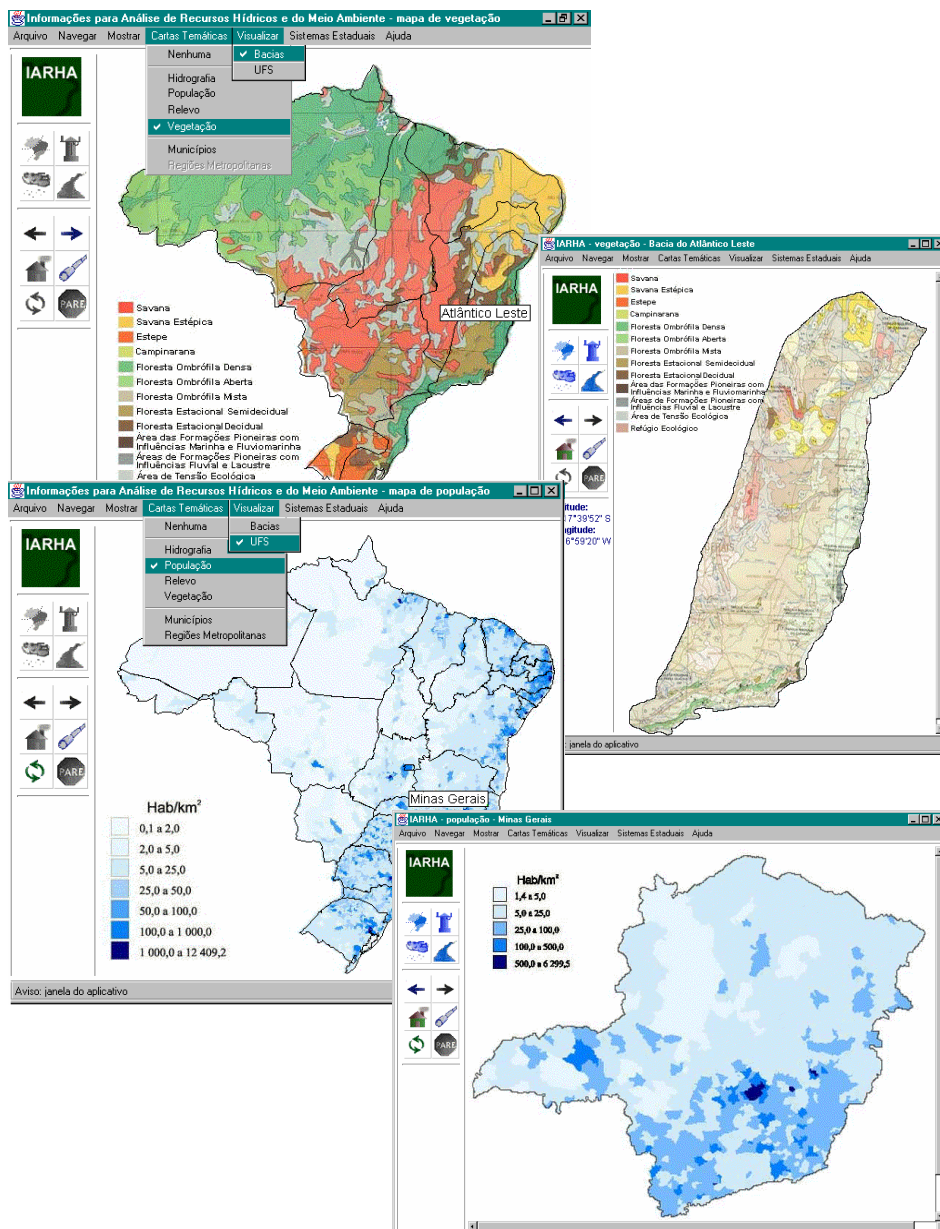 Informações para Análise de Recursos Hídricos e do Meio Ambiente - mapa de vegetação
Arquivo Navegar Mostrar Cartas Temáticas Visualizar Sistemas Estaduais Ajuda
Nenhuma
Hidrografia
População
Relevo
Vegetação
Municípios
Regiões Metropolitanas
Bacias
UFS
IARHA
PARE
Atlântico Leste
Savana
Savana Estépica
Estepe
Campinarana
Floresta Ombrófila Densa
Floresta Ombrófila Aberta
Floresta Ombrófila Mista
Floresta Estacional Semidecidual
Floresta Estacional Decidual
Área das Formações Pioneiras com
Influências Marinha e Fluviomarinha
Áreas de Formações Pioneiras com
Influências Fluvial e Lacustre
Área de Tensão Ecológica
IARHA - vegetação - Bacia do Atlântico Leste
Arquivo Navegar Mostrar Cartas Temáticas Visualizar Sistemas Estaduais Ajuda
IARHA
PARE
Savana
Savana Estépica
Estepe
Campinarana
Floresta Ombrófila Densa
Floresta Ombrófila Aberta
Floresta Ombrófila Mista
Floresta Estacional Semidecidual
Floresta Estacional Decidual
Área das Formações Pioneiras com
Influências Marinha e Fluviomarinha
Áreas de Formações Pioneiras com
Influências Fluvial e Lacustre
Área de Tensão Ecológica
Refúgio Ecológico
itude:
7°39'52" S
gitude:
6°59'20" W
: janela do aplicativo
Informações para Análise de Recursos Hídricos e do Meio Ambiente - mapa de população
Arquivo Navegar Mostrar Cartas Temáticas Visualizar Sistemas Estaduais Ajuda
Nenhuma
Hidrografia
População
Relevo
Vegetação
Municípios
Regiões Metropolitanas
Bacias
UFS
IARHA
PARE
Minas Gerais
Hab/km²
0,1 a 2,0
2,0 a 5,0
5,0 a 25,0
25,0 a 50,0
50,0 a 100,0
100,0 a 1 000,0
1 000,0 a 12 409,2
Aviso: janela do aplicativo
IARHA - população - Minas Gerais
Arquivo Navegar Mostrar Cartas Temáticas Visualizar Sistemas Estaduais Ajuda
IARHA
PARE
Hab/km²
1,4 a 5,0
5,0 a 25,0
25,0 a 100,0
100,0 a 500,0
500,0 a 6 299,5